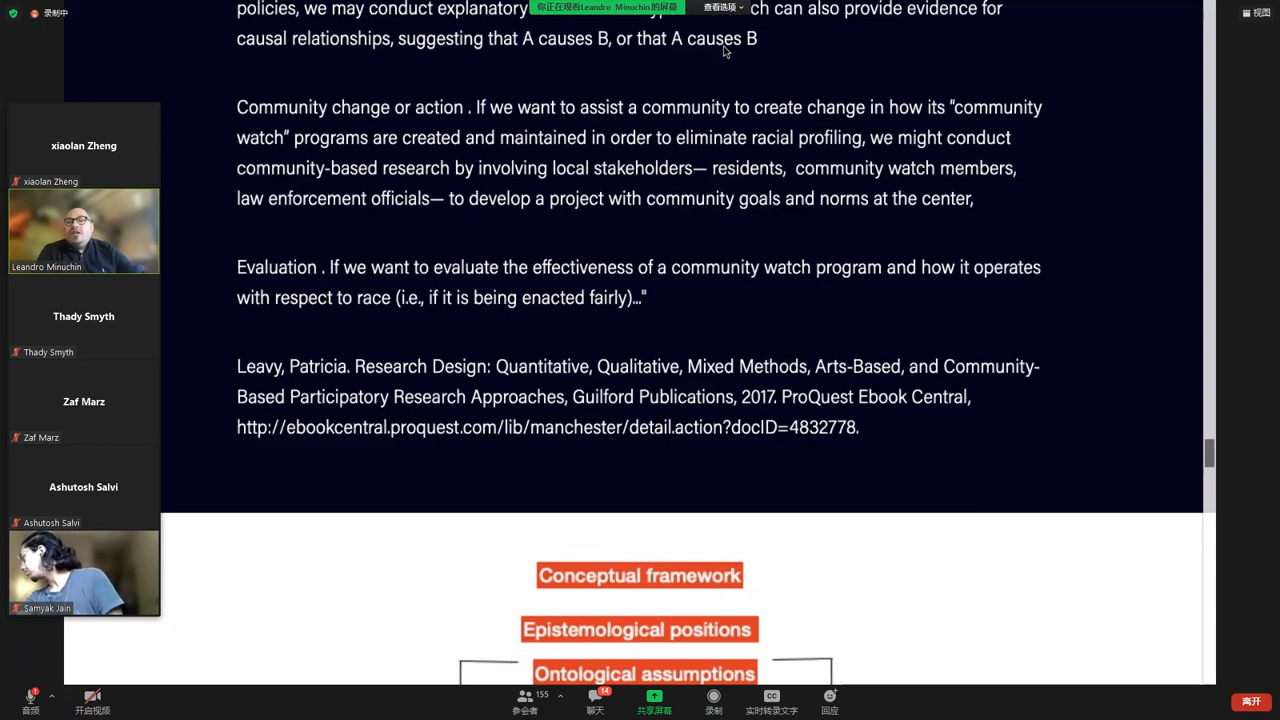 录制中
你正在观看Leandro Minuchin的屏幕
查看选项
视图
policies, we may conduct explanatory
ch can also provide evidence for
causal relationships, suggesting that A causes B, or that A causes B
Community change or action . If we want to assist a community to create change in how its "community
watch" programs are created and maintained in order to eliminate racial profiling, we might conduct
community-based research by involving local stakeholders— residents, community watch members,
law enforcement officials— to develop a project with community goals and norms at the center,
Evaluation . If we want to evaluate the effectiveness of a community watch program and how it operates
with respect to race (i.e., if it is being enacted fairly)..."
Leavy, Patricia. Research Design: Quantitative, Qualitative, Mixed Methods, Arts-Based, and Community-
Based Participatory Research Approaches, Guilford Publications, 2017. ProQuest Ebook Central,
http://ebookcentral.proquest.com/lib/manchester/detail.action?docID=4832778.
Conceptual framework
Epistemological positions
Ontological assumptions
xiaolan Zheng
xiaolan Zheng
Leandro Minuchin
Thady Smyth
Thady Smyth
Zaf Marz
Zaf Marz
Ashutosh Salvi
Ashutosh Salvi
Samyak Jain
音频
开启视频
155
参会者
14
聊天
共享屏幕
录制
CC
实时转录文字
回应
离开